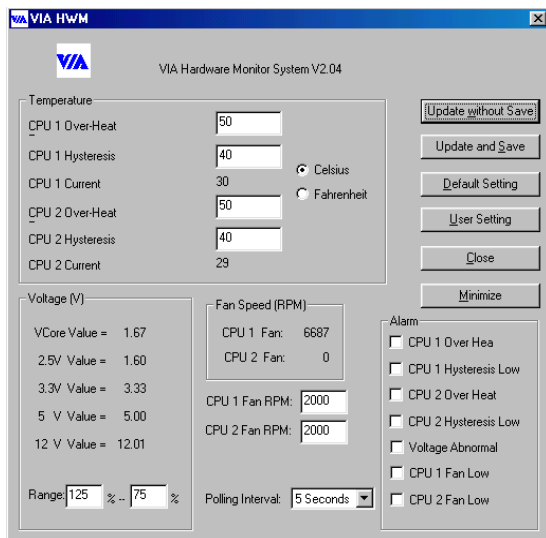 VIA VIA HWM
VIA
VIA Hardware Monitor System V2.04
Temperature
CPU 1 Over-Heat 50
CPU 1 Hysteresis 40
CPU 1 Current 30
CPU 2 Over-Heat 50
CPU 2 Hysteresis 40
CPU 2 Current 29
Celsius
Fahrenheit
Update without Save
Update and Save
Default Setting
User Setting
Close
Minimize
Voltage (V)
VCore Value = 1.67
2.5V Value = 1.60
3.3V Value = 3.33
5 V Value = 5.00
12 V Value = 12.01
Range: 125 % -- 75 %
Fan Speed (RPM)
CPU 1 Fan: 6687
CPU 2 Fan: 0
CPU 1 Fan RPM: 2000
CPU 2 Fan RPM: 2000
Polling Interval: 5 Seconds
Alarm
CPU 1 Over Hea
CPU 1 Hysteresis Low
CPU 2 Over Heat
CPU 2 Hysteresis Low
Voltage Abnormal
CPU 1 Fan Low
CPU 2 Fan Low